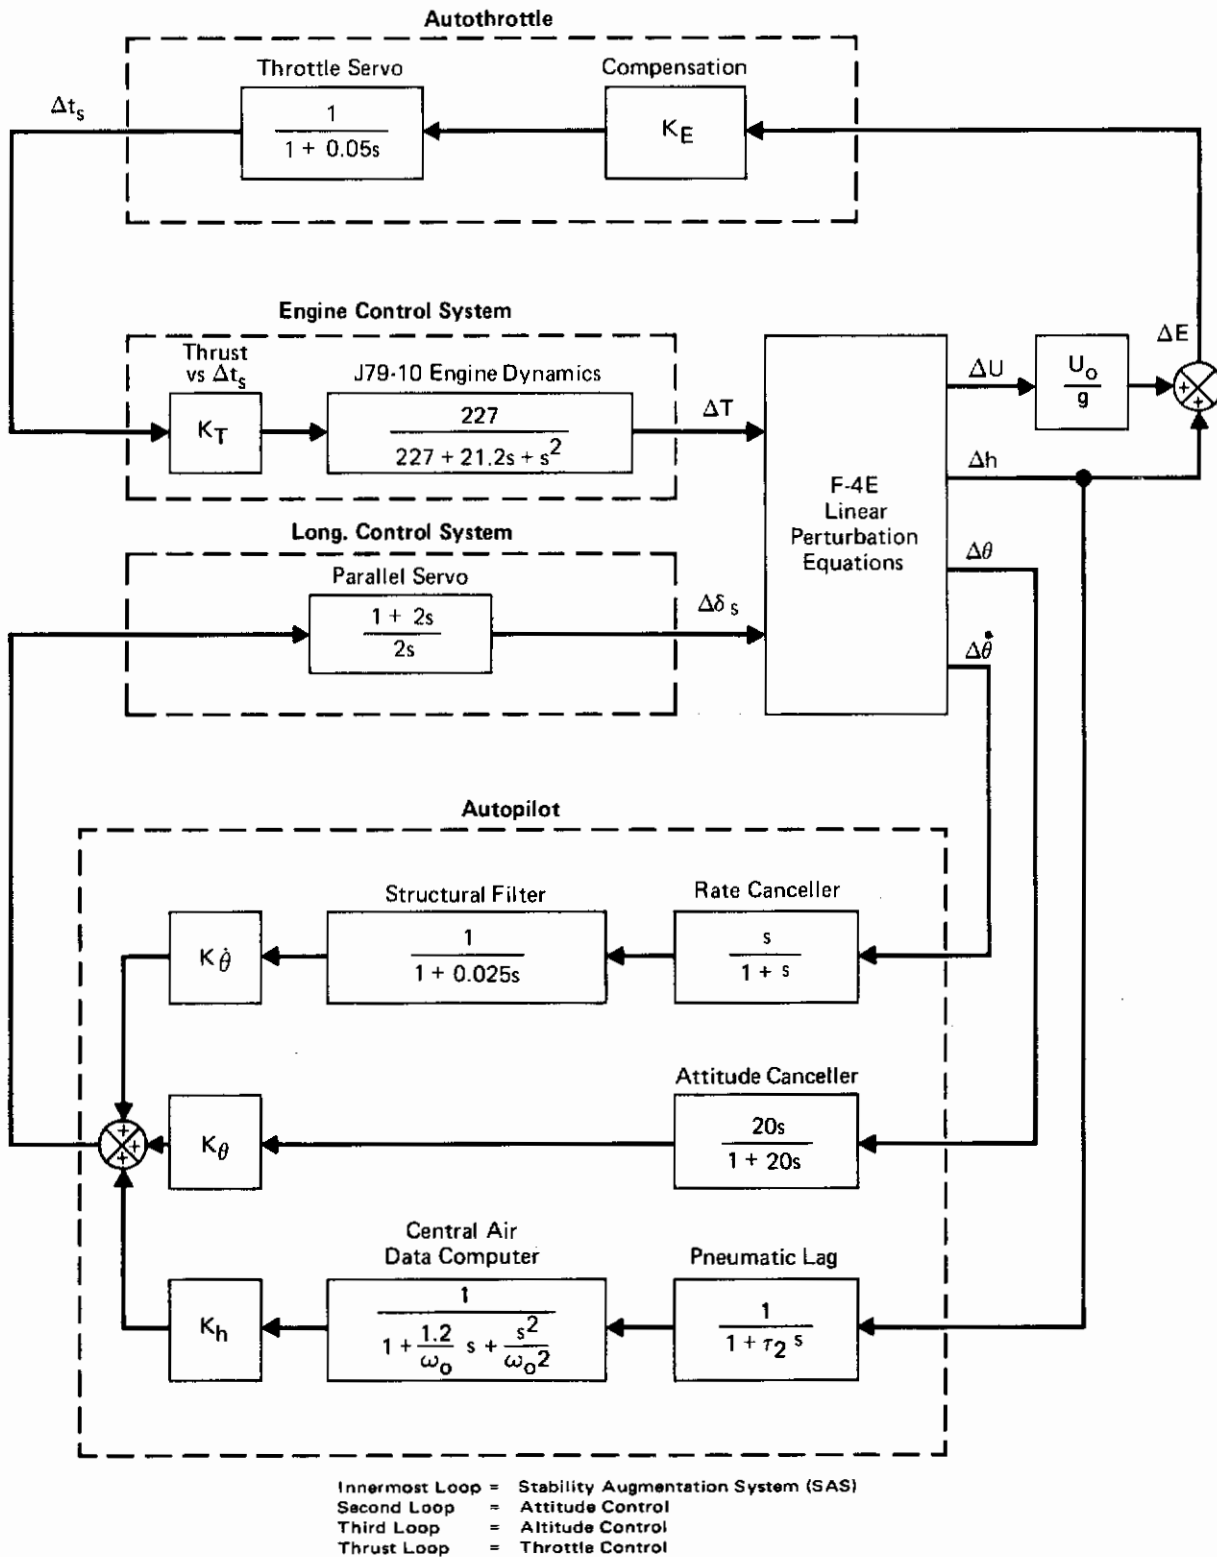 Autothrottle
Throttle Servo
Compensation
Δt_s
1
1 + 0.05s
K_E
Engine Control System
Thrust
vs Δt_s
J79-10 Engine Dynamics
K_T
227
227 + 21.2s + s²
ΔT
ΔU
U_o
g
ΔE
+
+
Δh
F-4E
Linear
Perturbation
Equations
Long. Control System
Parallel Servo
1 + 2s
2s
Δδ_s
Δθ
Δθ̇
Autopilot
Structural Filter
Rate Canceller
K_θ̇
1
1 + 0.025s
s
1 + s
Attitude Canceller
+
+
+
K_θ
20s
1 + 20s
Central Air
Data Computer
Pneumatic Lag
K_h
1
1 + 1.2/ω_o s + s²/ω_o2
1
1 + τ_2 s
Innermost Loop = Stability Augmentation System (SAS)
Second Loop = Attitude Control
Third Loop = Altitude Control
Thrust Loop = Throttle Control